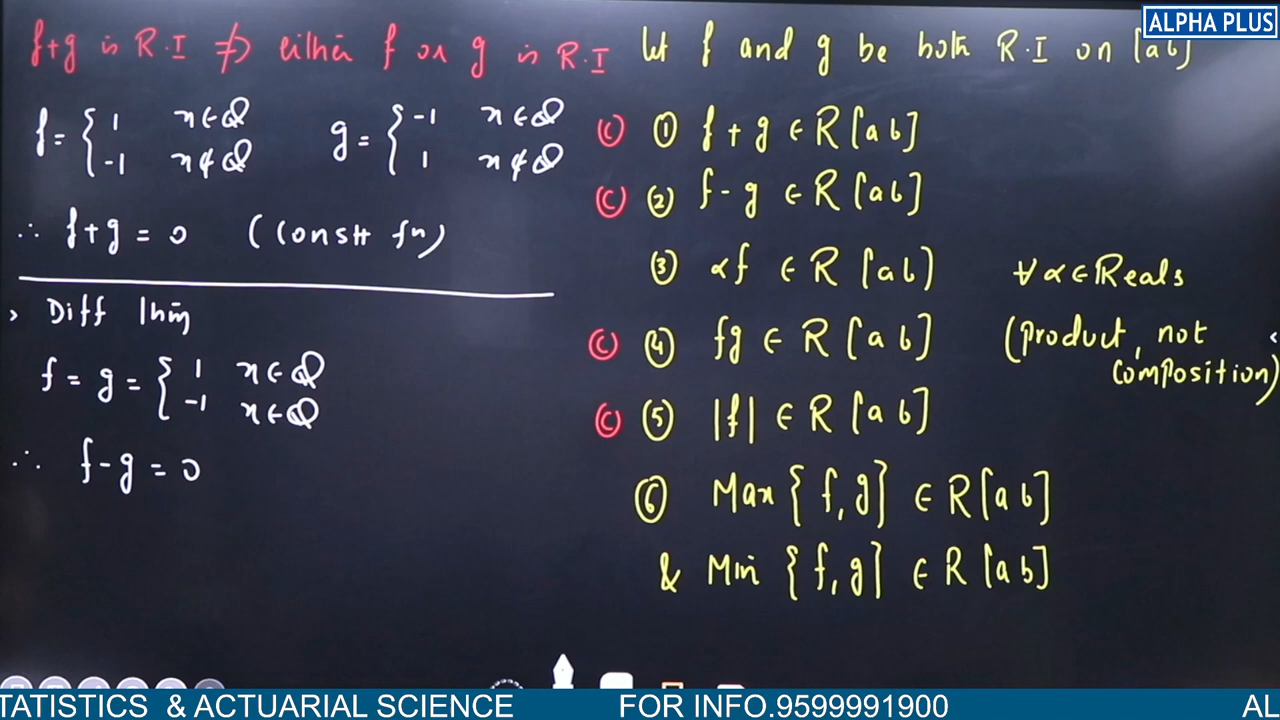 ALPHA PLUS
f+g is R.I ⇏ either f or g is R.I
f = { 1 x∈Q
-1 x∉Q
g = { -1 x∈Q
1 x∉Q
∴ f+g = 0 (constt fn)
> Diff
f = g = { 1 x∈Q
-1 x∈Q
∴ f-g = 0
let f and g be both R.I on [a b]
(C) ① f+g ∈ R[a b]
(C) ② f-g ∈ R[a b]
③ αf ∈ R[a b] ∀ α∈Reals
(C) ④ fg ∈ R[a b] (product, not
composition)
(C) ⑤ |f| ∈ R[a b]
⑥ Max {f,g} ∈ R[a b]
& Min {f,g} ∈ R[a b]
TATISTICS & ACTUARIAL SCIENCE FOR INFO.9599991900 AL